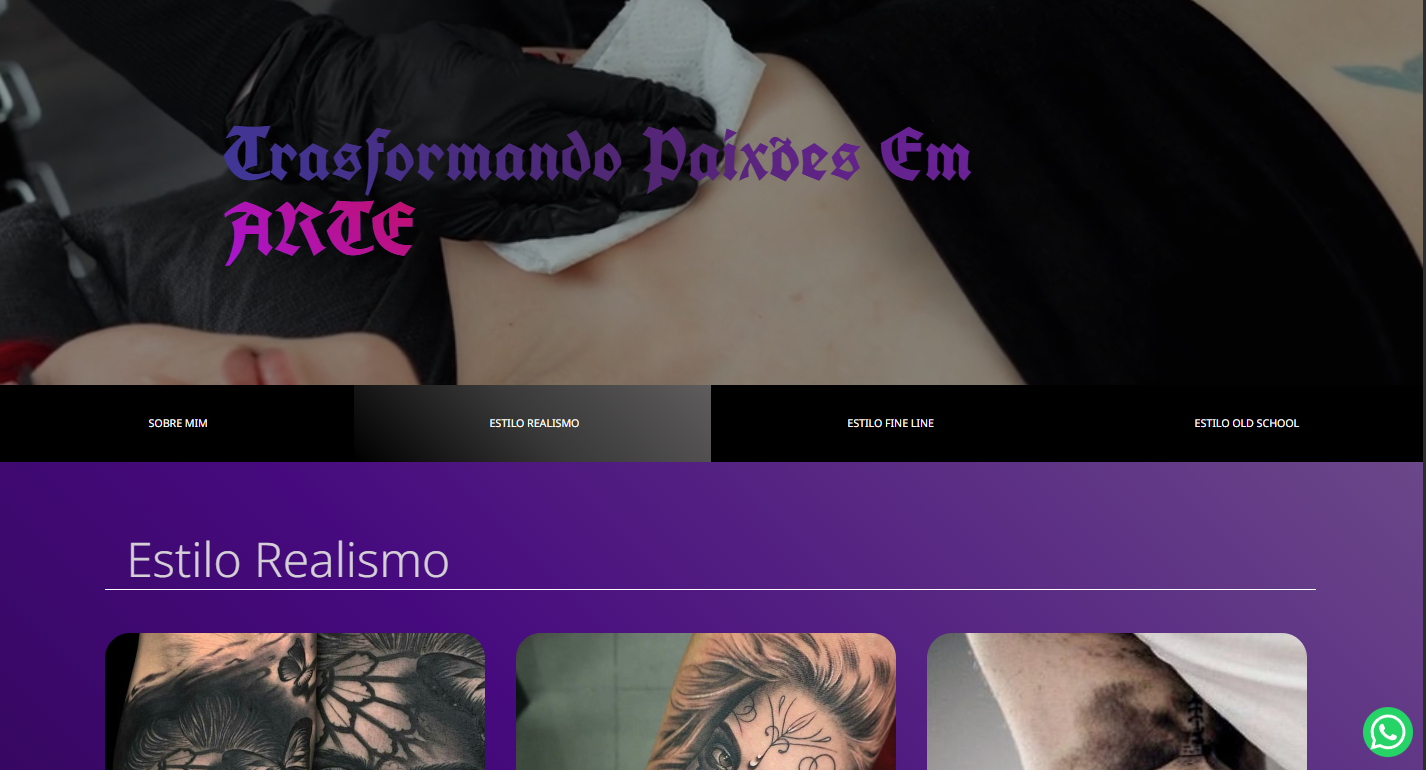 Trasformando Paixões Em
ARTE
SOBRE MIM
ESTILO REALISMO
ESTILO FINE LINE
ESTILO OLD SCHOOL
Estilo Realismo